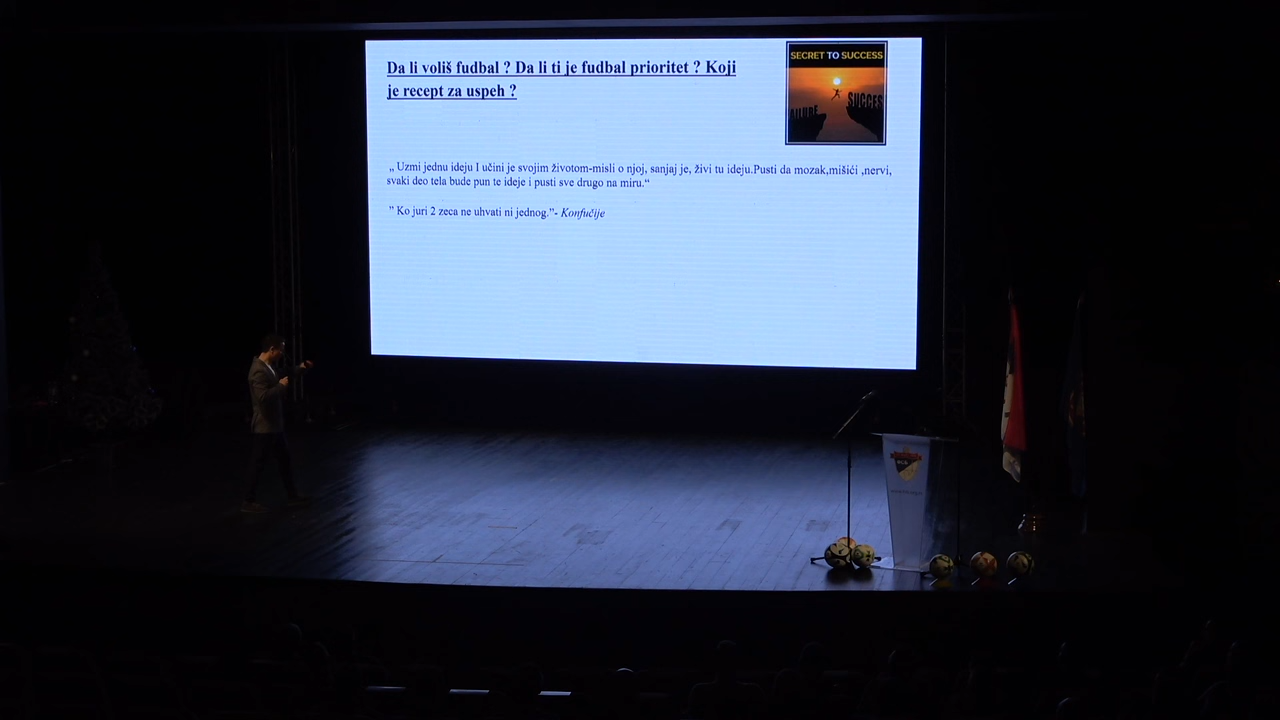 Da li voliš fudbal ? Da li ti je fudbal prioritet ? Koji
je recept za uspeh ?
SECRET TO SUCCESS
FAILURE
SUCCESS
„ Uzmi jednu ideju I učini je svojim životom-misli o njoj, sanjaj je, živi tu ideju.Pusti da mozak,mišići ,nervi,
svaki deo tela bude pun te ideje i pusti sve drugo na miru.“
" Ko juri 2 zeca ne uhvati ni jednog."- Konfučije